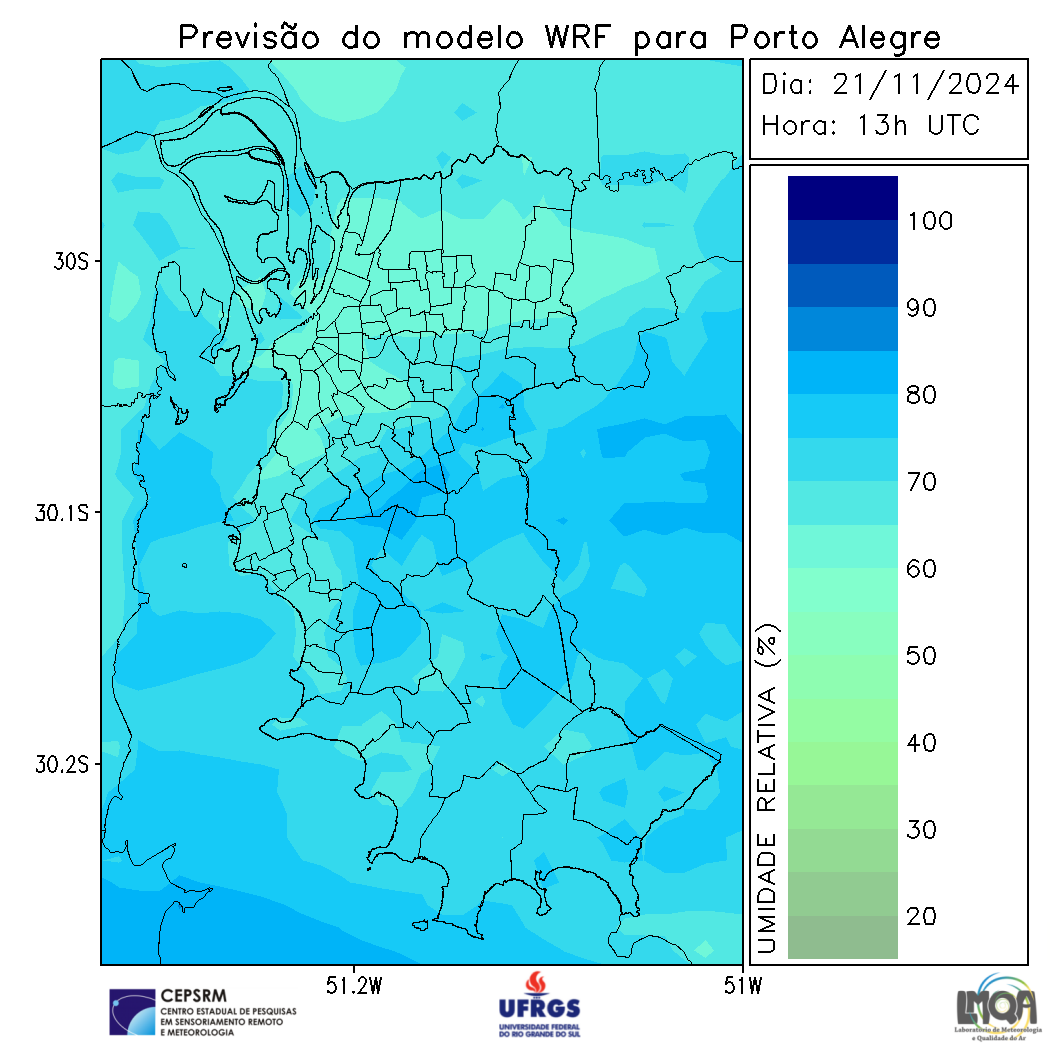 Previsão do modelo WRF para Porto Alegre
Dia: 21/11/2024
Hora: 13h UTC
30S
30.1S
30.2S
51.2W
51W
100
90
80
70
60
50
40
30
20
UMIDADE RELATIVA (%)
CEPSRM
CENTRO ESTADUAL DE PESQUISAS
EM SENSORIAMENTO REMOTO
E METEOROLOGIA
UFRGS
UNIVERSIDADE FEDERAL
DO RIO GRANDE DO SUL
LMQA
Laboratório de Meteorologia
e Qualidade do Ar